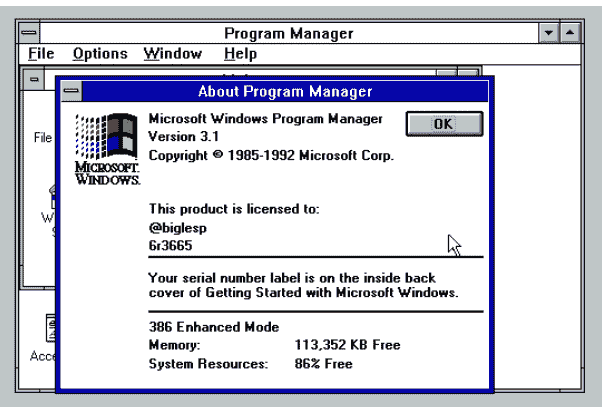 Program Manager
File Options Window Help
About Program Manager
Microsoft Windows Program Manager
OK
Version 3.1
Copyright © 1985-1992 Microsoft Corp.
MICROSOFT.
WINDOWS.
This product is licensed to:
@biglesp
6r3665
Your serial number label is on the inside back
cover of Getting Started with Microsoft Windows.
386 Enhanced Mode
Memory: 113,352 KB Free
System Resources: 86% Free
File
W
Acce